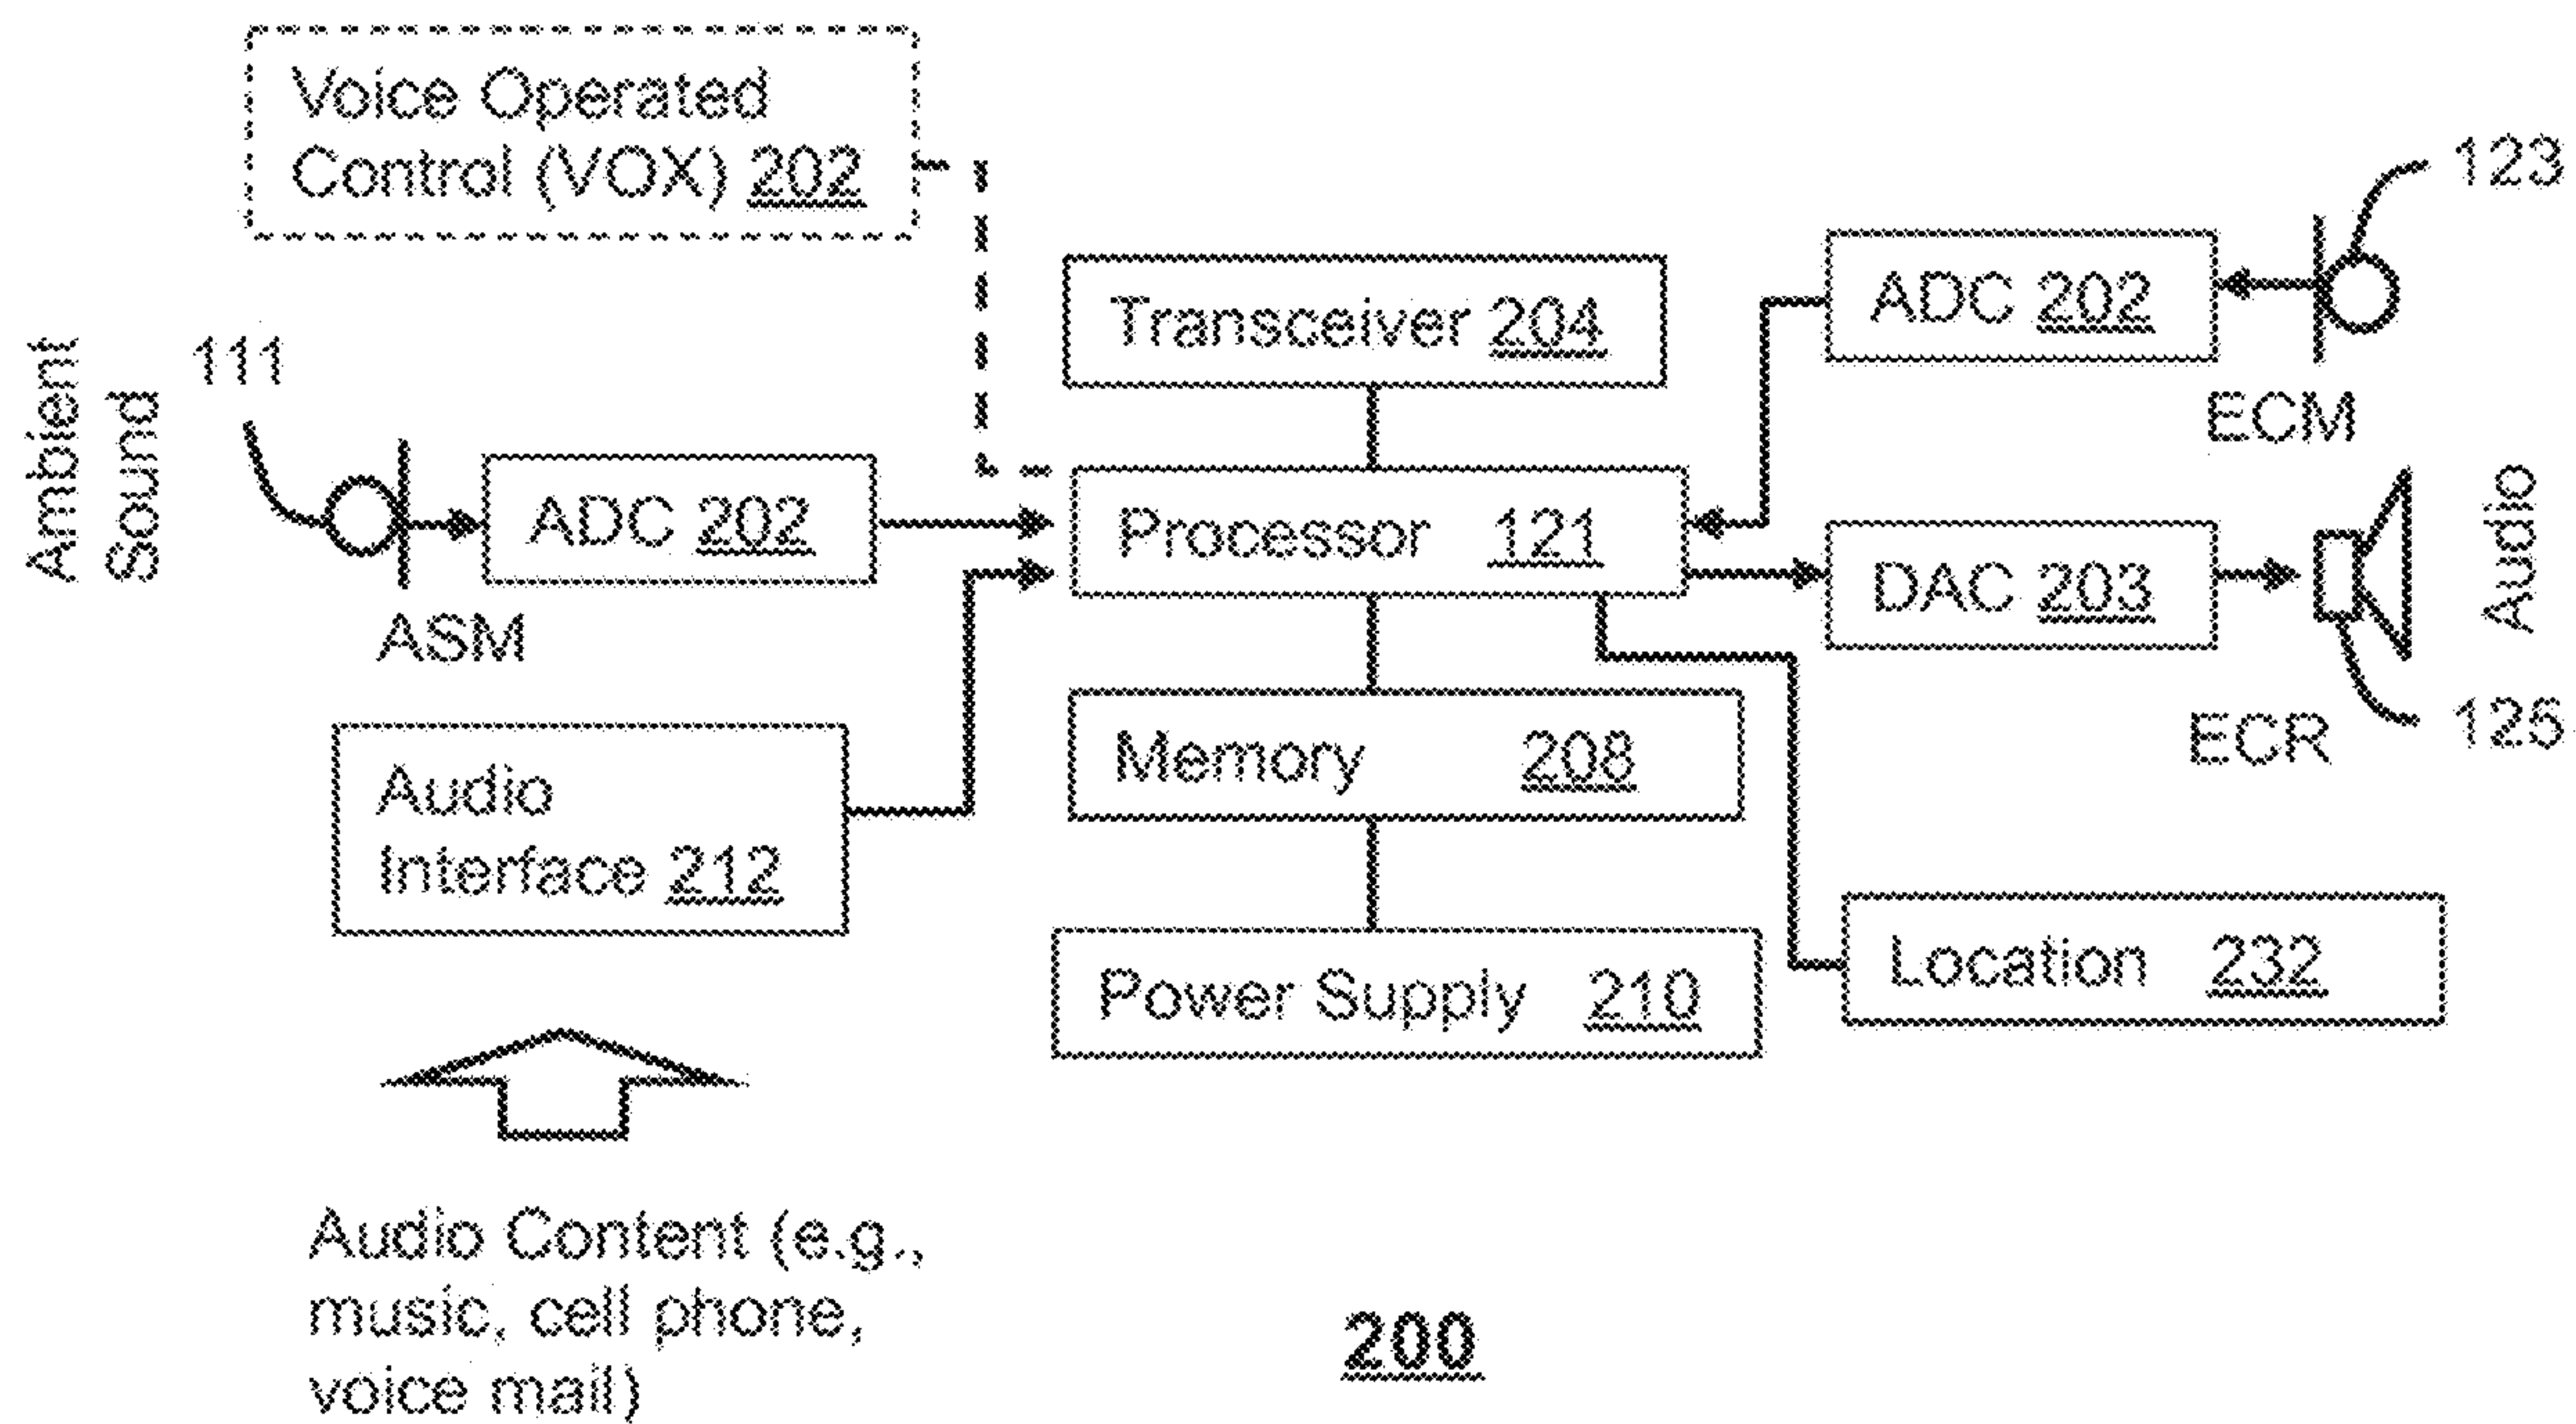 Voice Operated
Control (VOX) 202
123
Transceiver 204
ADC 202
Ambient
Sound
111
ECM
ADC 202
Processor 121
DAC 203
Audio
ASM
Memory 208
ECR
125
Audio
Interface 212
Location 232
Power Supply 210
Audio Content (e.g.,
music, cell phone,
voice mail)
200